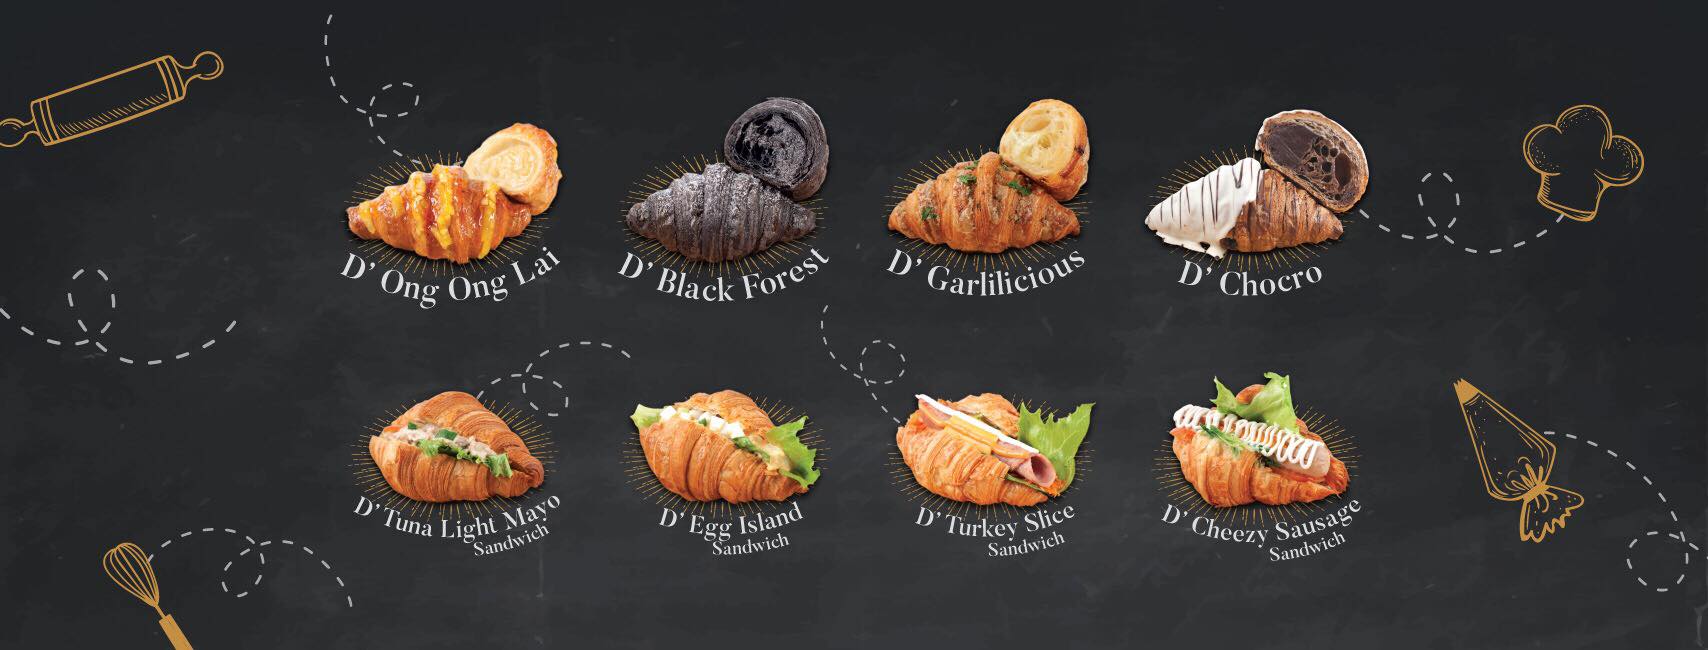 D' Ong Ong Lai
D' Black Forest
D' Garlilicious
D' Chocro
D' Tuna Light Mayo
Sandwich
D' Egg Island
Sandwich
D' Turkey Slice
Sandwich
D' Cheezy Sausage
Sandwich